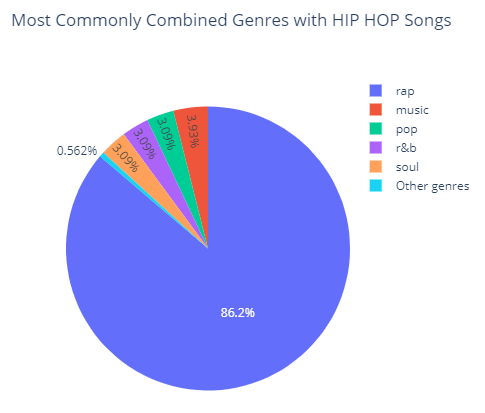 Most Commonly Combined Genres with HIP HOP Songs
rap
music
pop
r&b
soul
Other genres
3.93%
3.09%
3.09%
3.09%
0.562%
86.2%